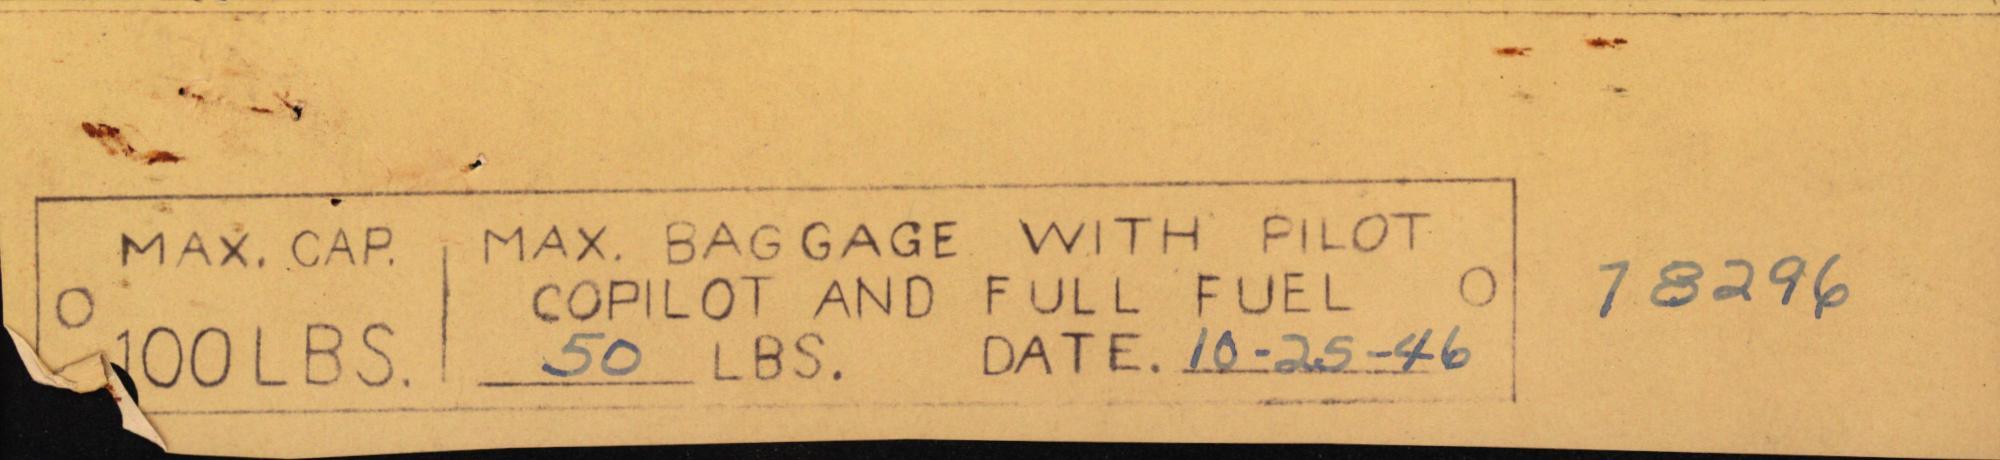 MAX. CAP.
100 LBS.
MAX. BAGGAGE WITH PILOT
COPILOT AND FULL FUEL
50 LBS. DATE. 10-25-46
78296